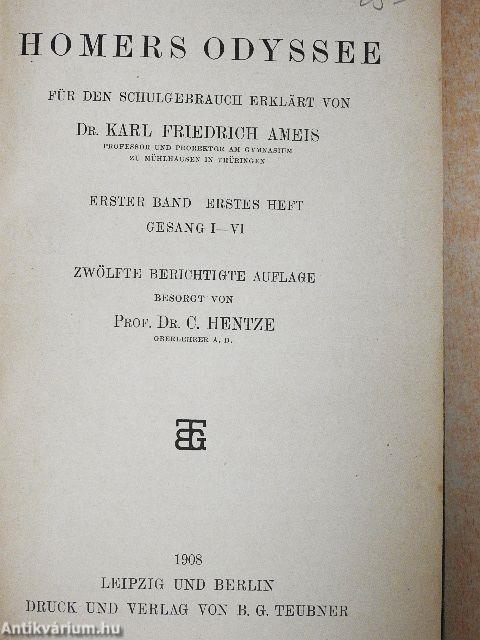 HOMERS ODYSSEE
FÜR DEN SCHULGEBRAUCH ERKLÄRT VON
DR. KARL FRIEDRICH AMEIS
PROFESSOR UND PROREKTOR AM GYMNASIUM
ZU MÜHLHAUSEN IN THÜRINGEN
ERSTER BAND ERSTES HEFT
GESANG I—VI
ZWÖLFTE BERICHTIGTE AUFLAGE
BESORGT VON
PROF. DR. C. HENTZE
OBERLEHRER A. D.
BTG
1908
LEIPZIG UND BERLIN
DRUCK UND VERLAG VON B. G. TEUBNER
Antikvárium.hu